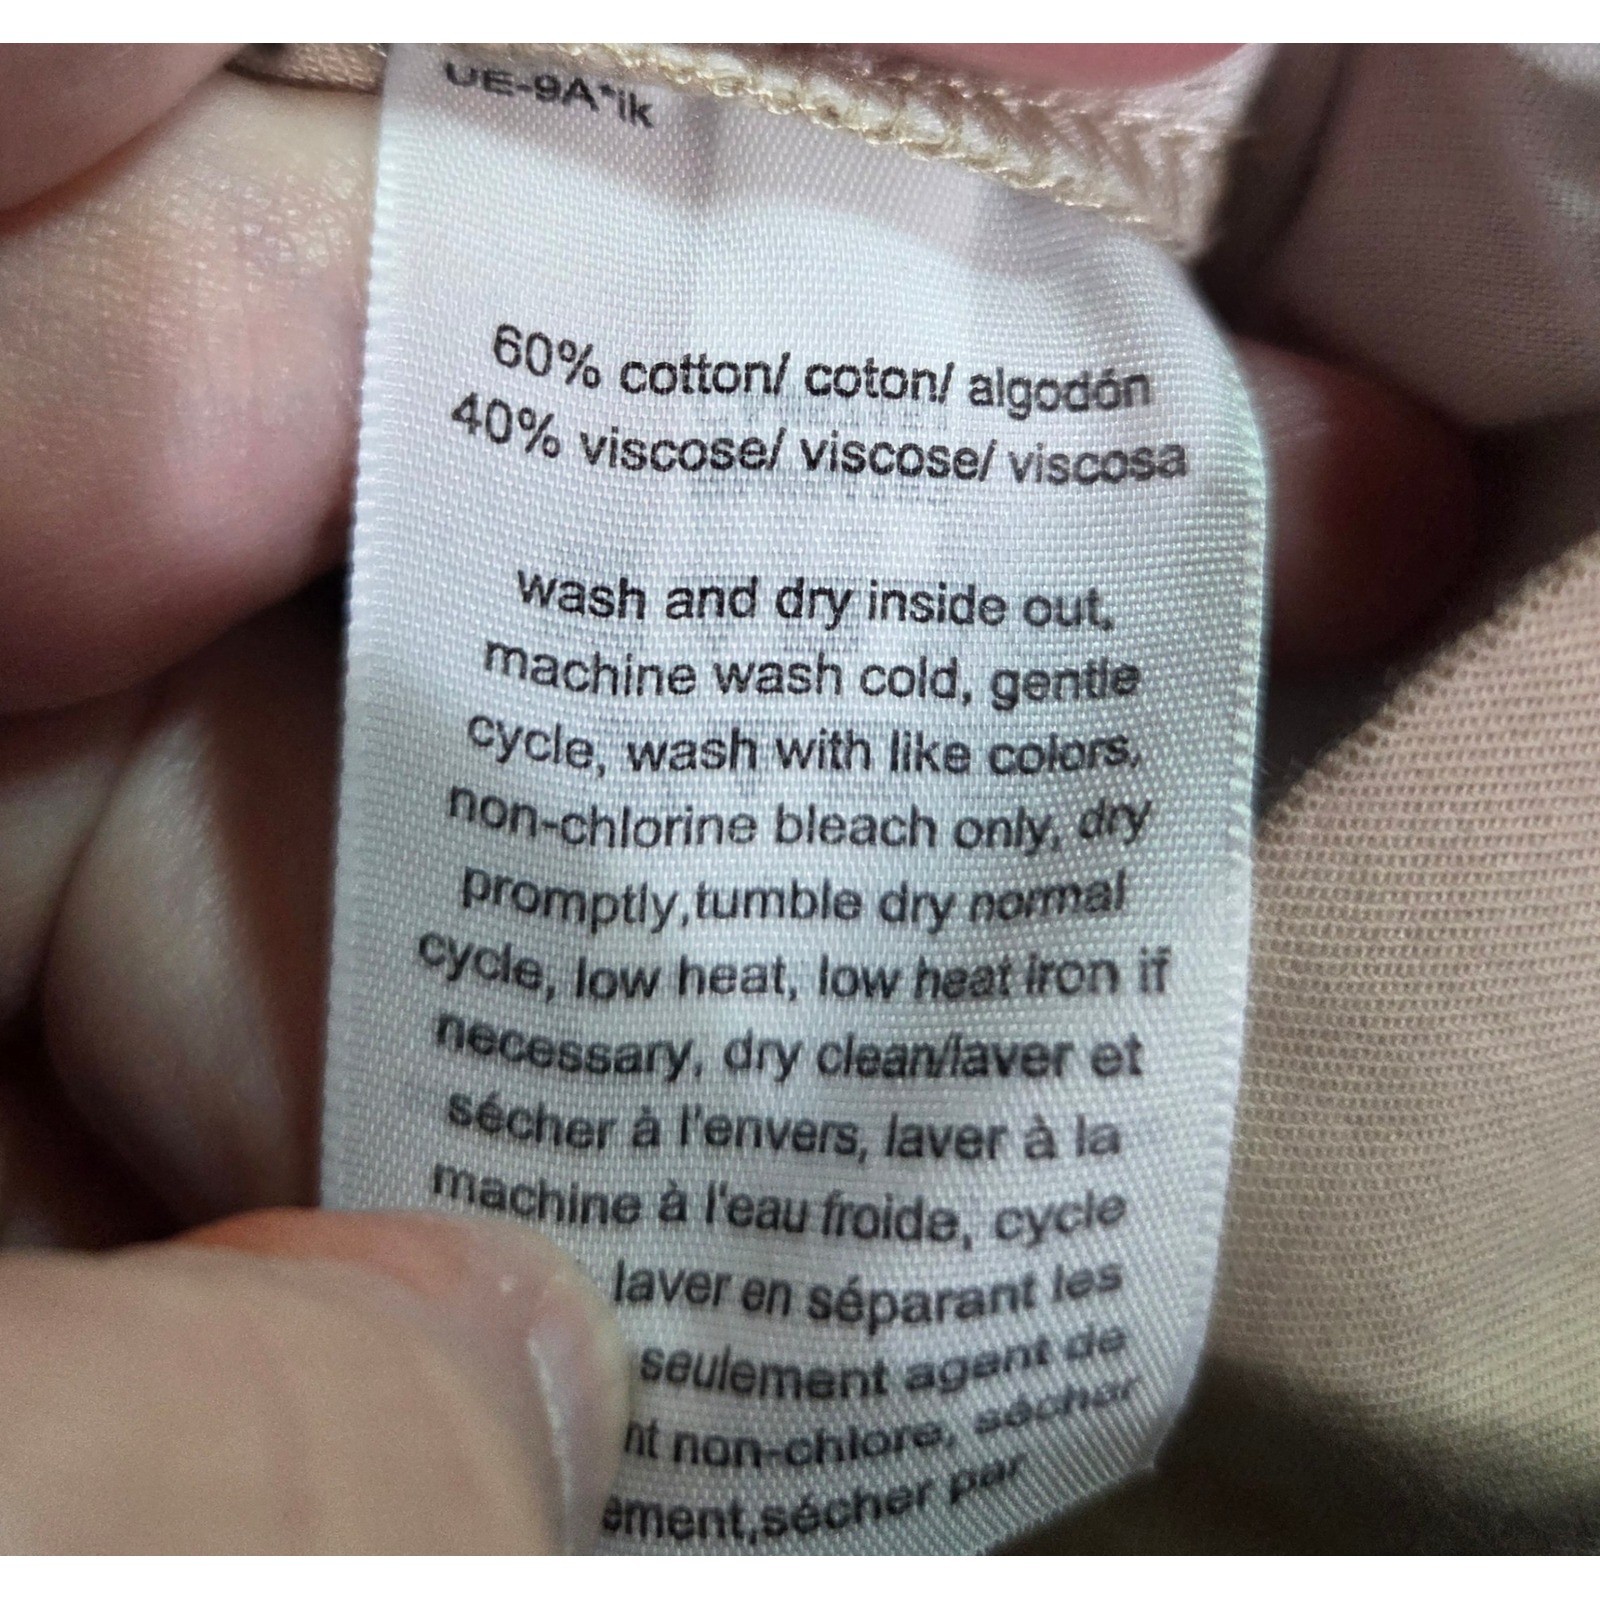 UE-9A*ik
60% cotton/ coton/ algodón
40% viscose/ viscose/ viscosa
wash and dry inside out,
machine wash cold, gentle
cycle, wash with like colors,
non-chlorine bleach only, dry
promptly,tumble dry normal
cycle, low heat, low heat iron if
necessary, dry clean/laver et
sécher à l'envers, laver à la
machine à l'eau froide, cycle
laver en séparant les
seulement agent de
nt non-chlore, sécher
ement,sécher par